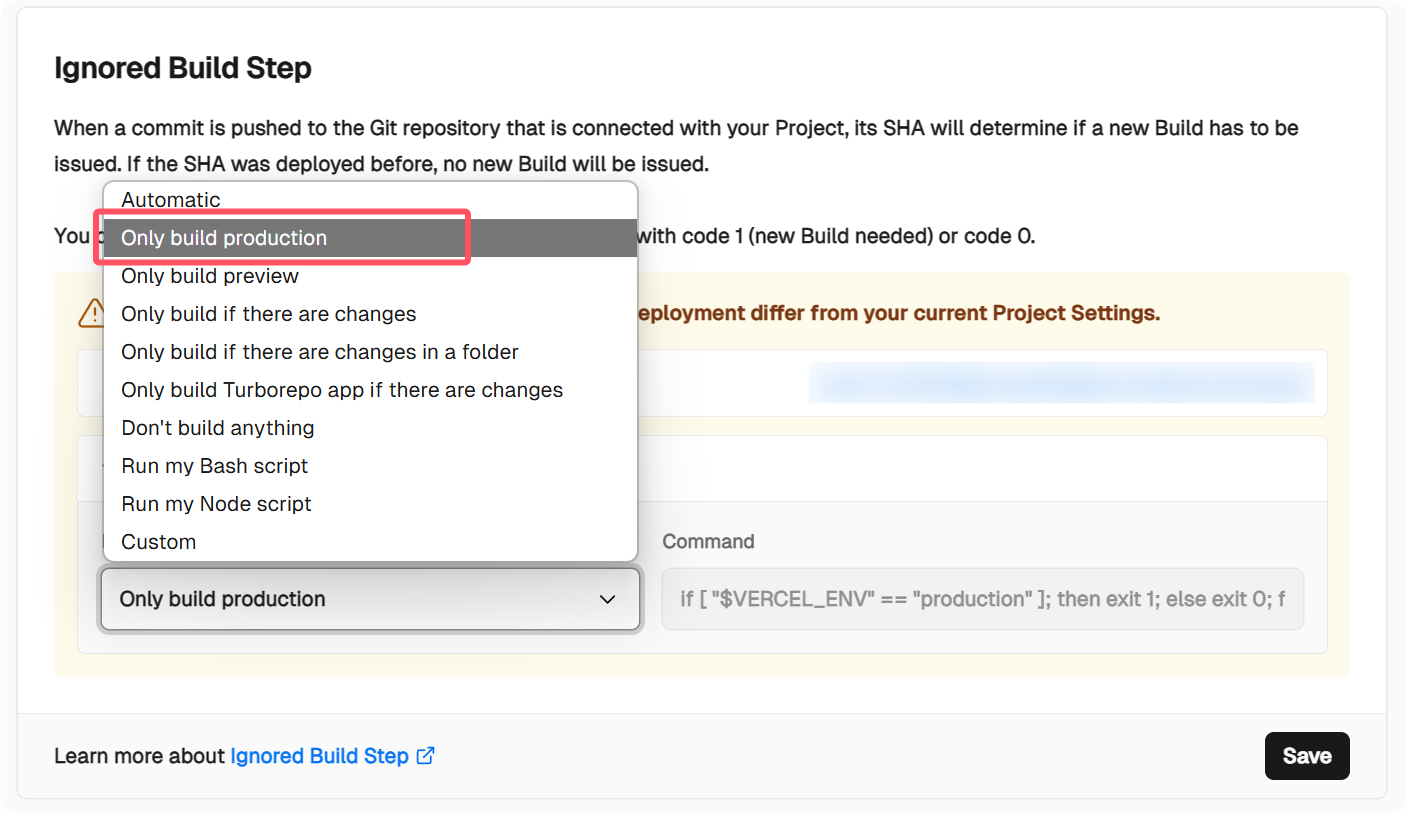 Ignored Build Step
When a commit is pushed to the Git repository that is connected with your Project, its SHA will determine if a new Build has to be
issued. If the SHA was deployed before, no new Build will be issued.
Automatic
You
Only build production
with code 1 (new Build needed) or code 0.
Only build preview
Only build if there are changes
eployment differ from your current Project Settings.
Only build if there are changes in a folder
Only build Turborepo app if there are changes
Don't build anything
Run my Bash script
Run my Node script
Custom
Command
Only build production
if [ "$VERCEL_ENV" == "production" ]; then exit 1; else exit 0; f
Learn more about Ignored Build Step
Save